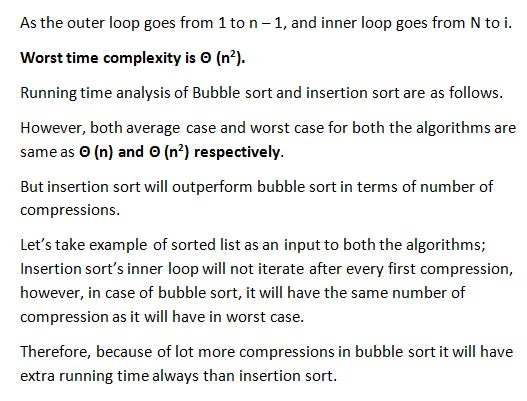 As the outer loop goes from 1 to n – 1, and inner loop goes from N to i.
Worst time complexity is Θ (n²).
Running time analysis of Bubble sort and insertion sort are as follows.
However, both average case and worst case for both the algorithms are
same as Θ (n) and Θ (n²) respectively.
But insertion sort will outperform bubble sort in terms of number of
compressions.
Let’s take example of sorted list as an input to both the algorithms;
Insertion sort’s inner loop will not iterate after every first compression,
however, in case of bubble sort, it will have the same number of
compression as it will have in worst case.
Therefore, because of lot more compressions in bubble sort it will have
extra running time always than insertion sort.